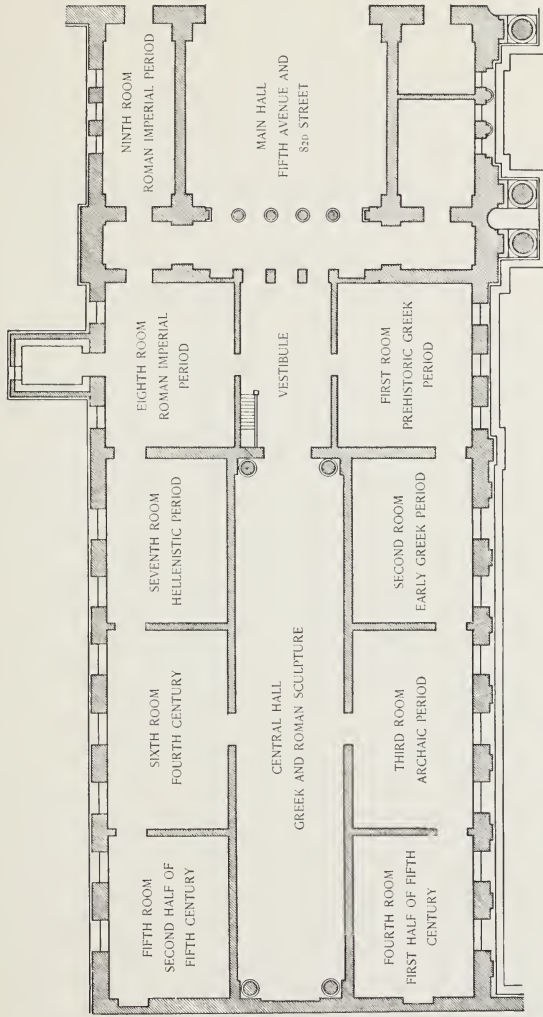 NINTH ROOM
ROMAN IMPERIAL PERIOD
MAIN HALL
FIFTH AVENUE AND
82D STREET
EIGHTH ROOM
ROMAN IMPERIAL
PERIOD
VESTIBULE
FIRST ROOM
PREHISTORIC GREEK
PERIOD
SEVENTH ROOM
HELLENISTIC PERIOD
SECOND ROOM
EARLY GREEK PERIOD
SIXTH ROOM
FOURTH CENTURY
CENTRAL HALL
GREEK AND ROMAN SCULPTURE
THIRD ROOM
ARCHAIC PERIOD
FIFTH ROOM
SECOND HALF OF
FIFTH CENTURY
FOURTH ROOM
FIRST HALF OF FIFTH
CENTURY